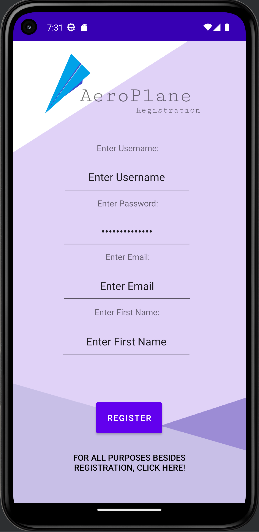 7:31
AeroPlane
Registration
Enter Username:
Enter Username
Enter Password:
••••••••••••••
Enter Email:
Enter Email
Enter First Name:
Enter First Name
REGISTER
FOR ALL PURPOSES BESIDES
REGISTRATION, CLICK HERE!